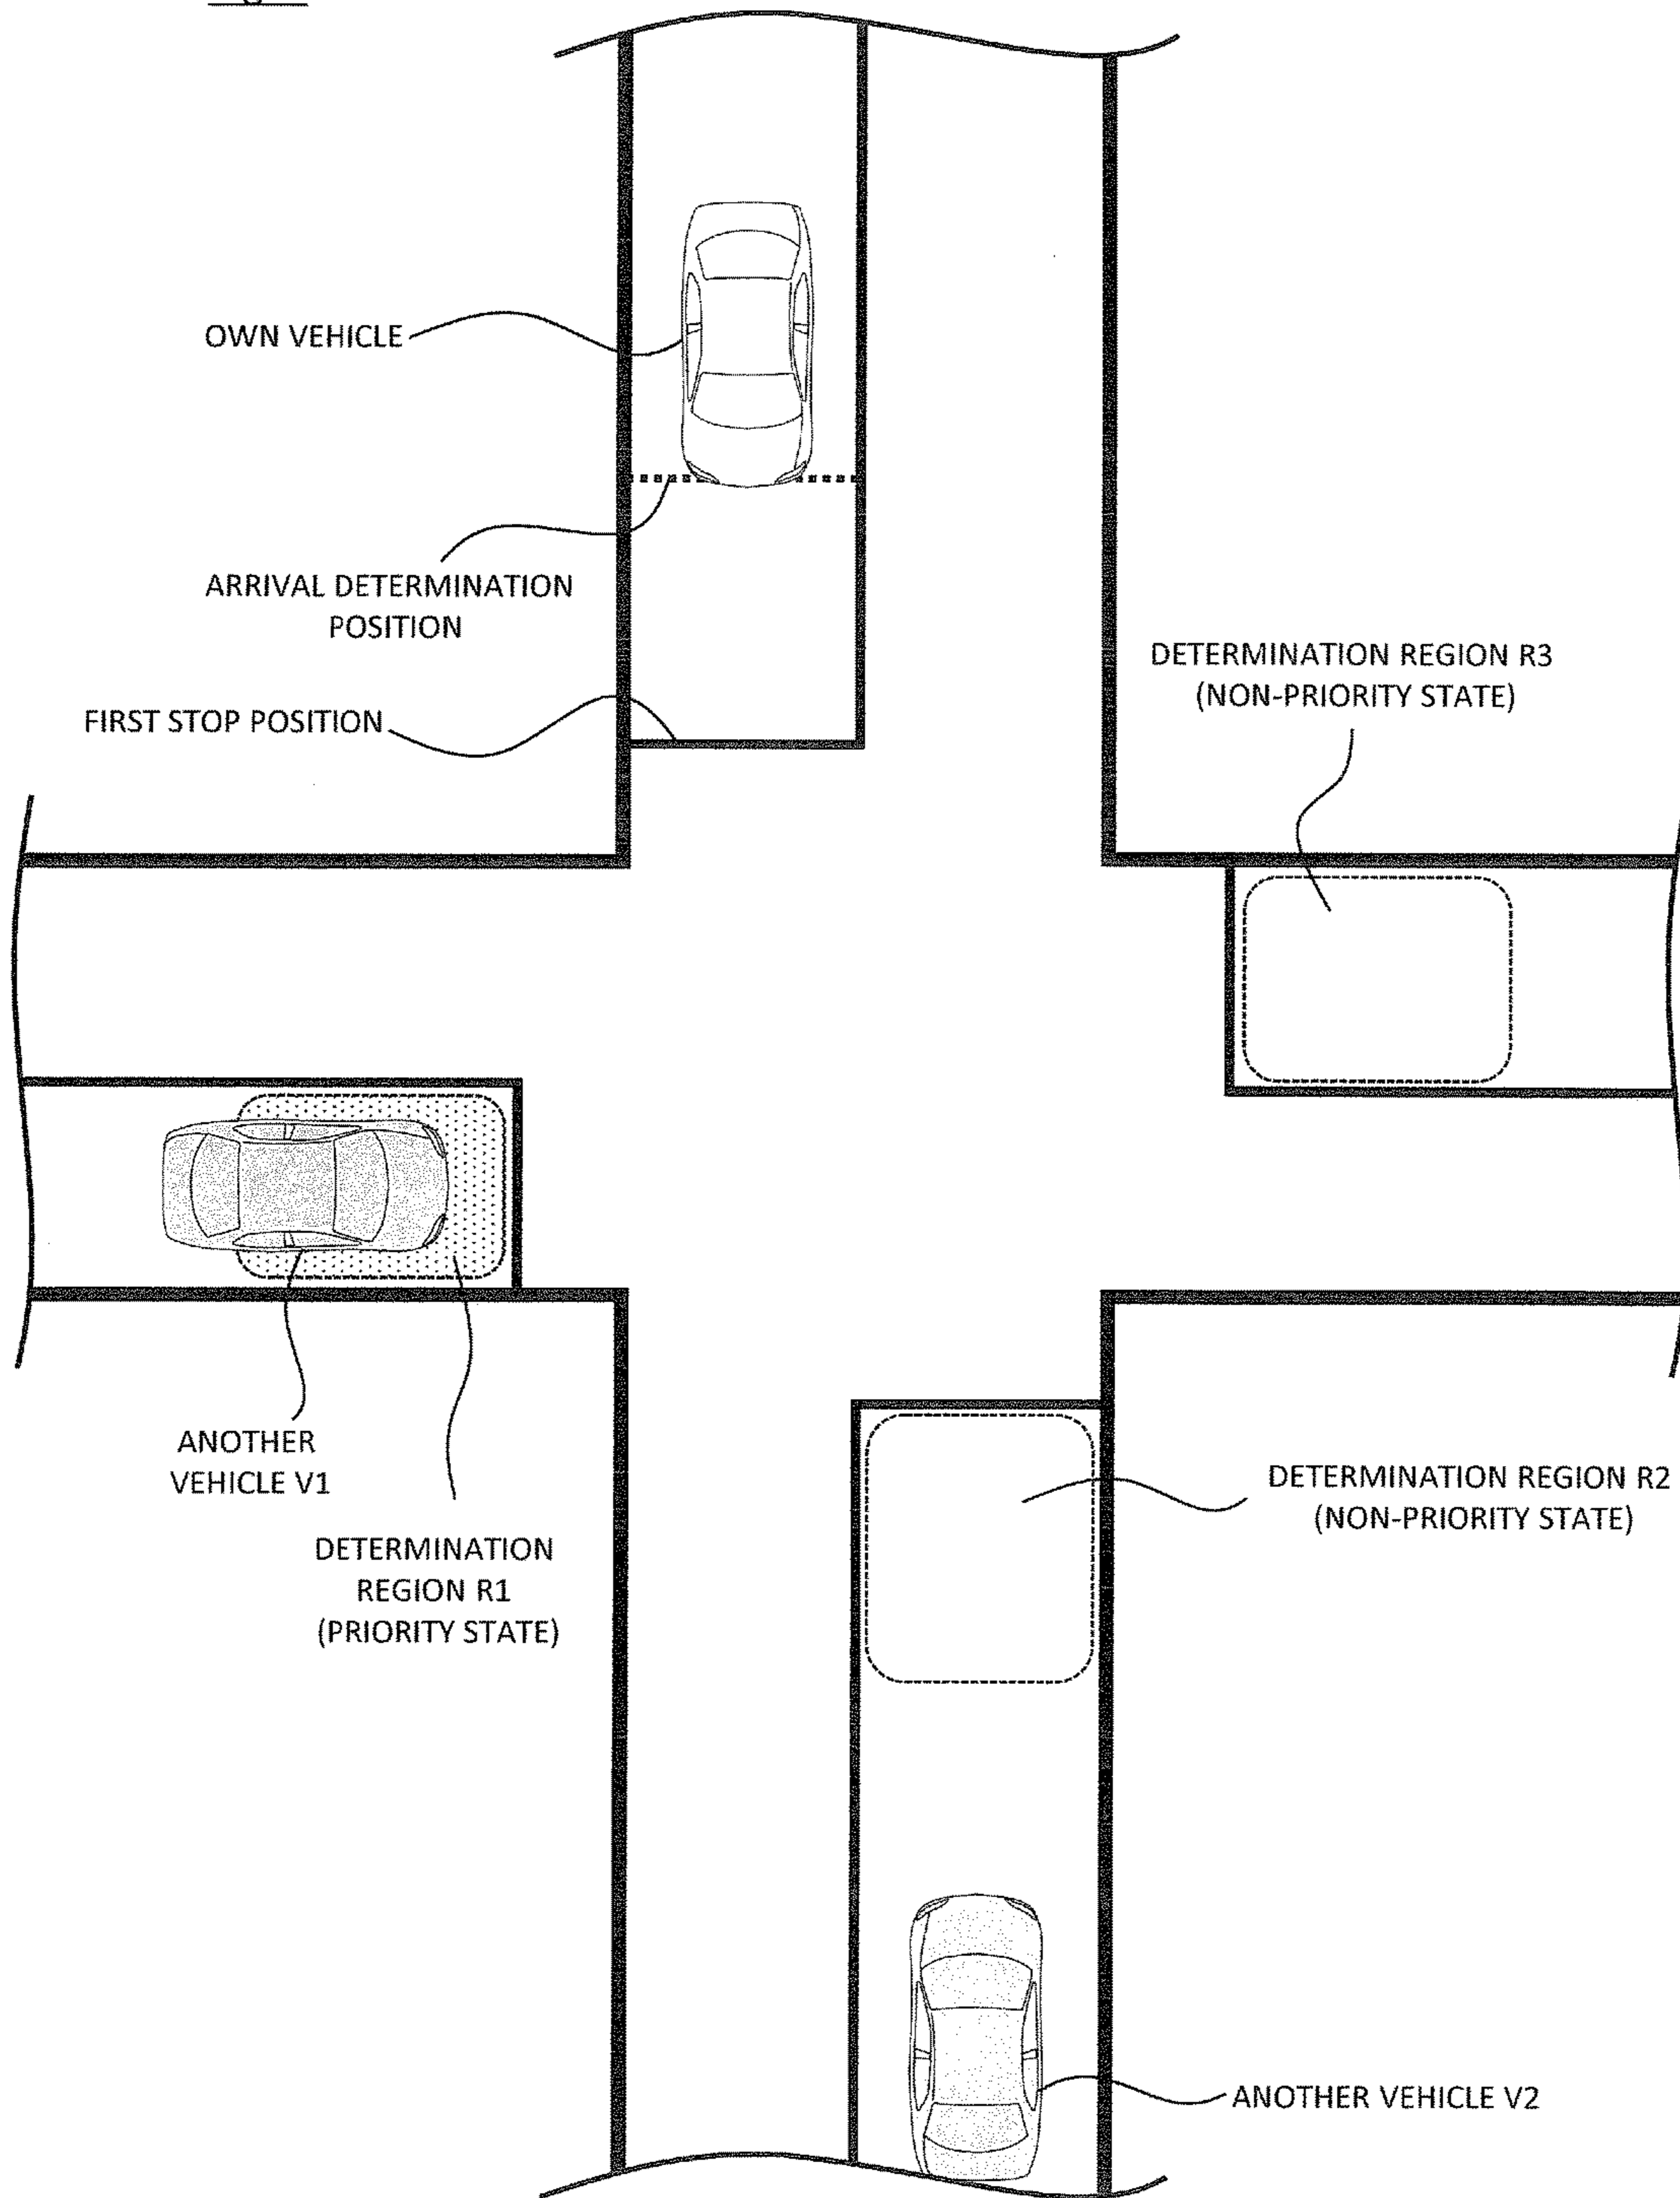 OWN VEHICLE
ARRIVAL DETERMINATION
POSITION
DETERMINATION REGION R3
(NON-PRIORITY STATE)
FIRST STOP POSITION
ANOTHER
VEHICLE V1
DETERMINATION REGION R2
(NON-PRIORITY STATE)
DETERMINATION
REGION R1
(PRIORITY STATE)
ANOTHER VEHICLE V2